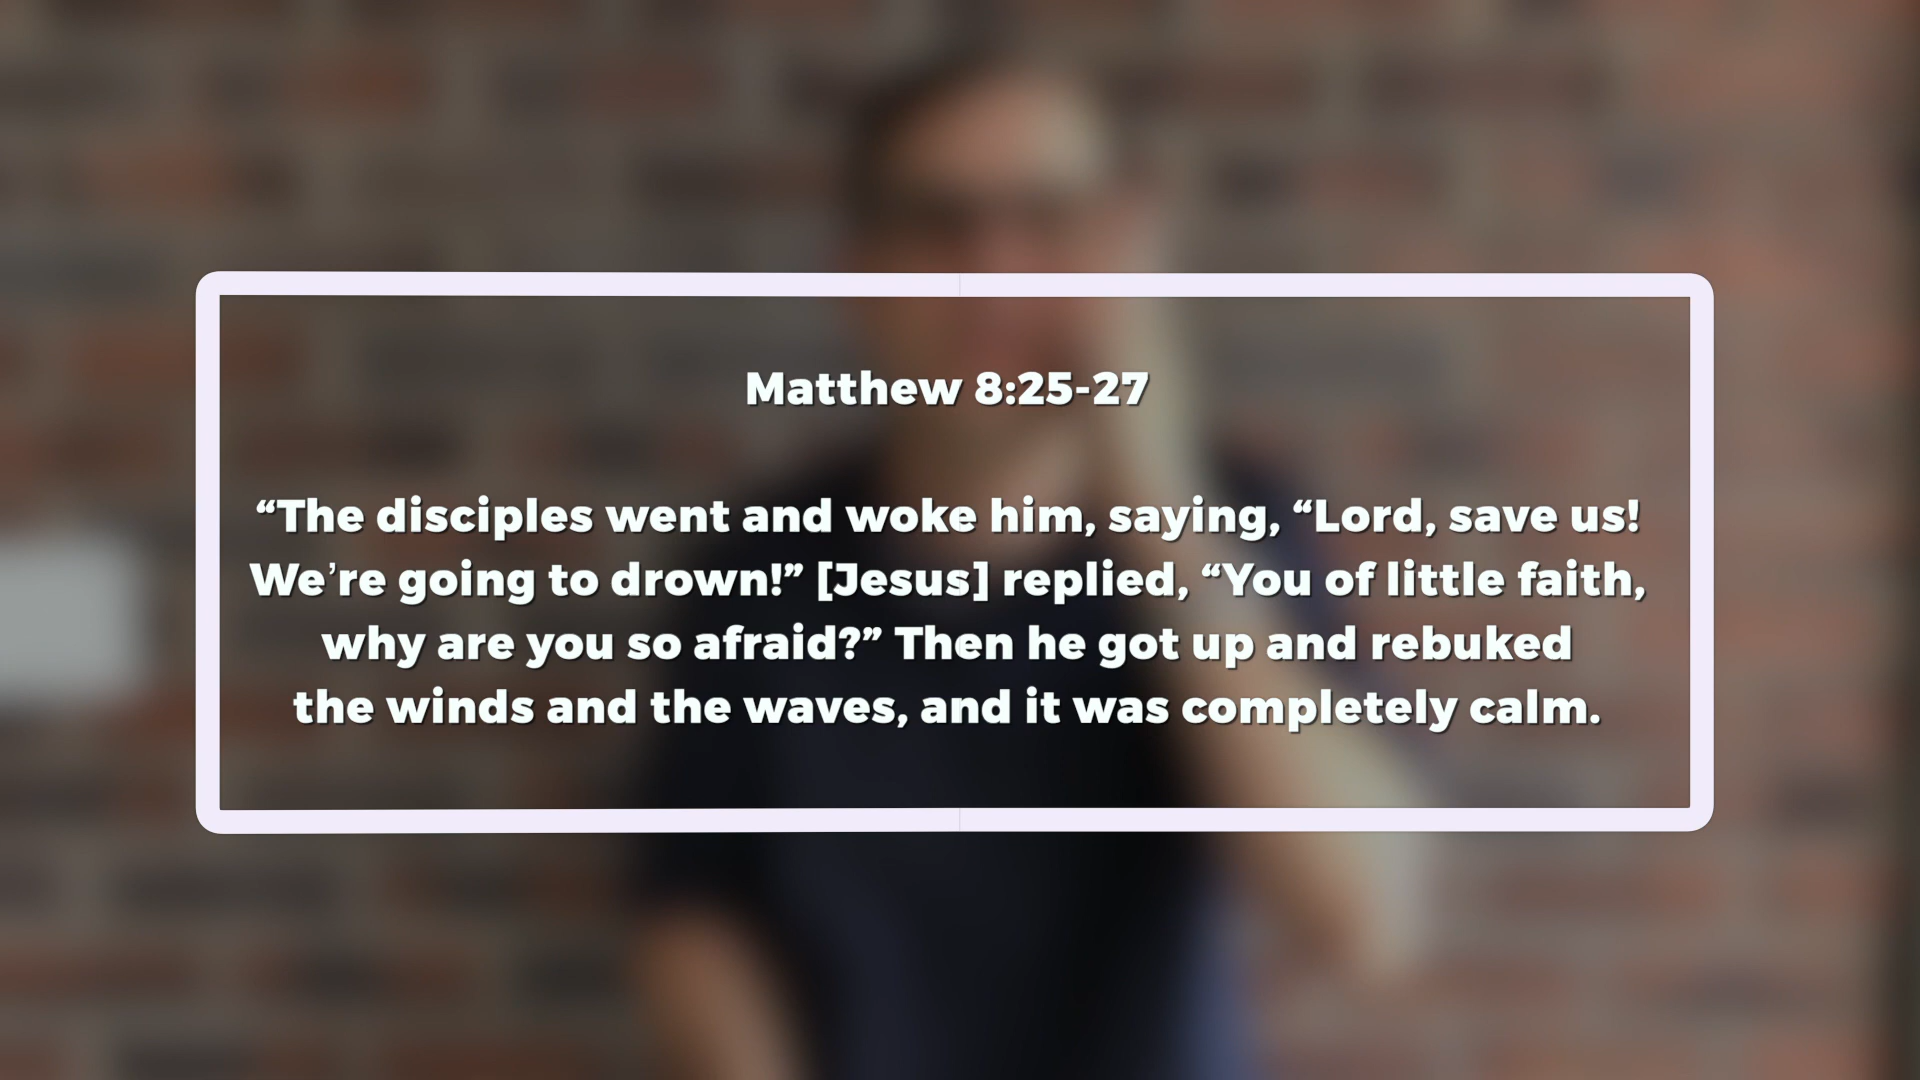 Matthew 8:25-27
“The disciples went and woke him, saying, “Lord, save us!
We’re going to drown!” [Jesus] replied, “You of little faith,
why are you so afraid?” Then he got up and rebuked
the winds and the waves, and it was completely calm.